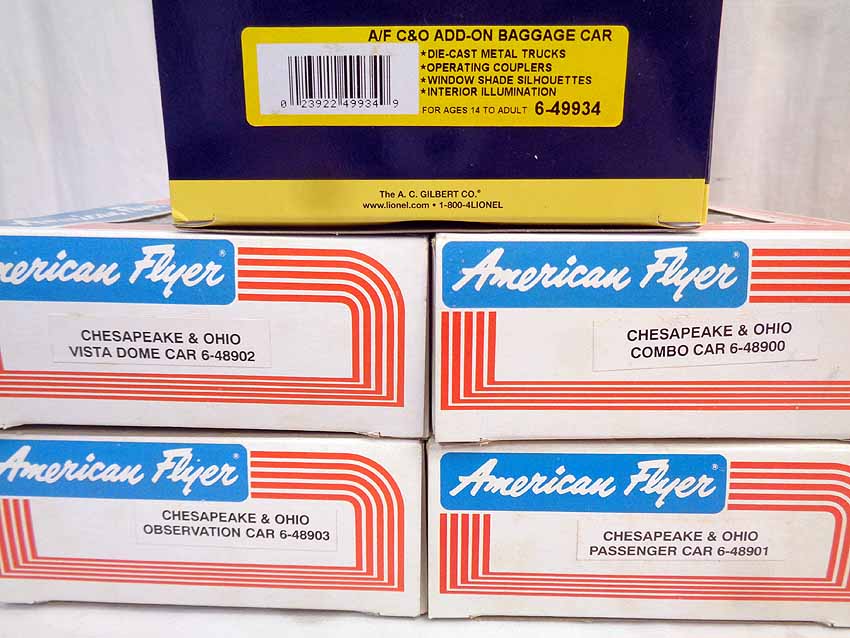 A/F C&O ADD-ON BAGGAGE CAR
★DIE-CAST METAL TRUCKS
★OPERATING COUPLERS
★WINDOW SHADE SILHOUETTES
★INTERIOR ILLUMINATION
0 23922 49934 9
FOR AGES 14 TO ADULT 6-49934
The A. C. GILBERT CO.®
www.lionel.com • 1-800-4LIONEL
merican Flyer®
CHESAPEAKE & OHIO
VISTA DOME CAR 6-48902
American Flyer®
CHESAPEAKE & OHIO
COMBO CAR 6-48900
American Flyer®
CHESAPEAKE & OHIO
OBSERVATION CAR 6-48903
American Flyer®
CHESAPEAKE & OHIO
PASSENGER CAR 6-48901